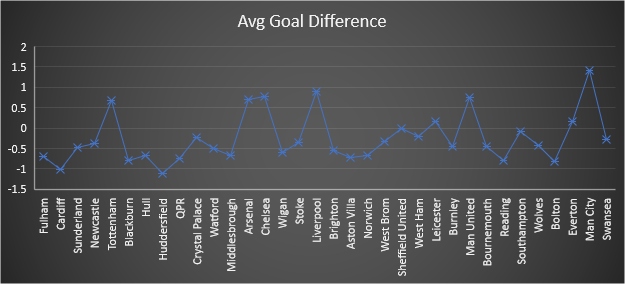 Avg Goal Difference
2
1.5
1
0.5
0
-0.5
-1
-1.5
Fulham
Cardiff
Sunderland
Newcastle
Tottenham
Blackburn
Hull
Huddersfield
QPR
Crystal Palace
Watford
Middlesbrough
Arsenal
Chelsea
Wigan
Stoke
Liverpool
Brighton
Aston Villa
Norwich
West Brom
Sheffield United
West Ham
Leicester
Burnley
Man United
Bournemouth
Reading
Southampton
Wolves
Bolton
Everton
Man City
Swansea